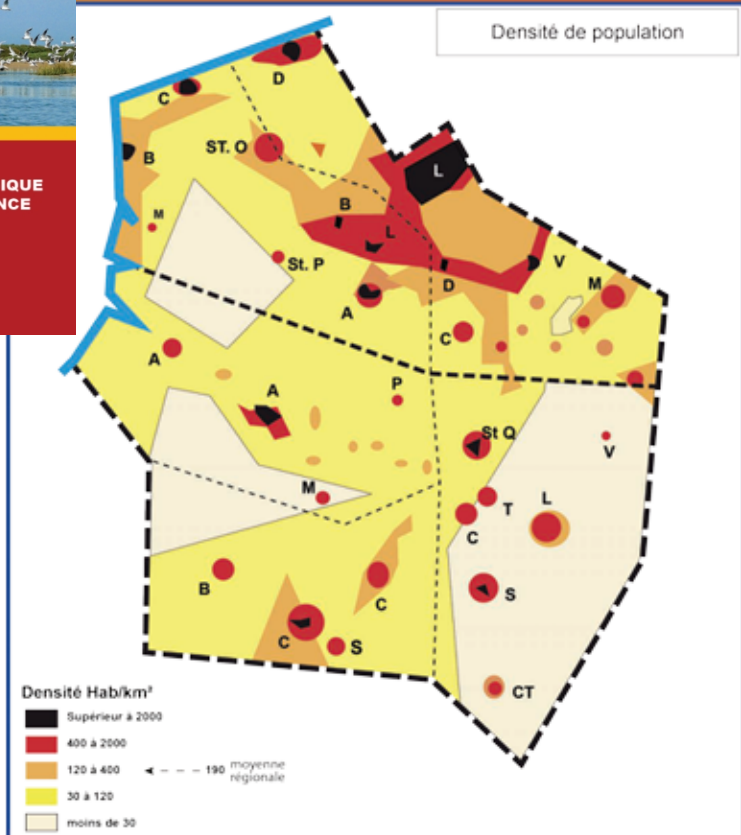 Densité de population
IQUE
NCE
D
C
ST. O
L
B
B
M
L
V
St. P
D
M
A
C
A
P
A
St Q
V
M
T
L
C
B
C
S
C
S
CT
Densité Hab/km²
Supérieur à 2000
400 à 2000
120 à 400
190 moyenne
régionale
30 à 120
moins de 30